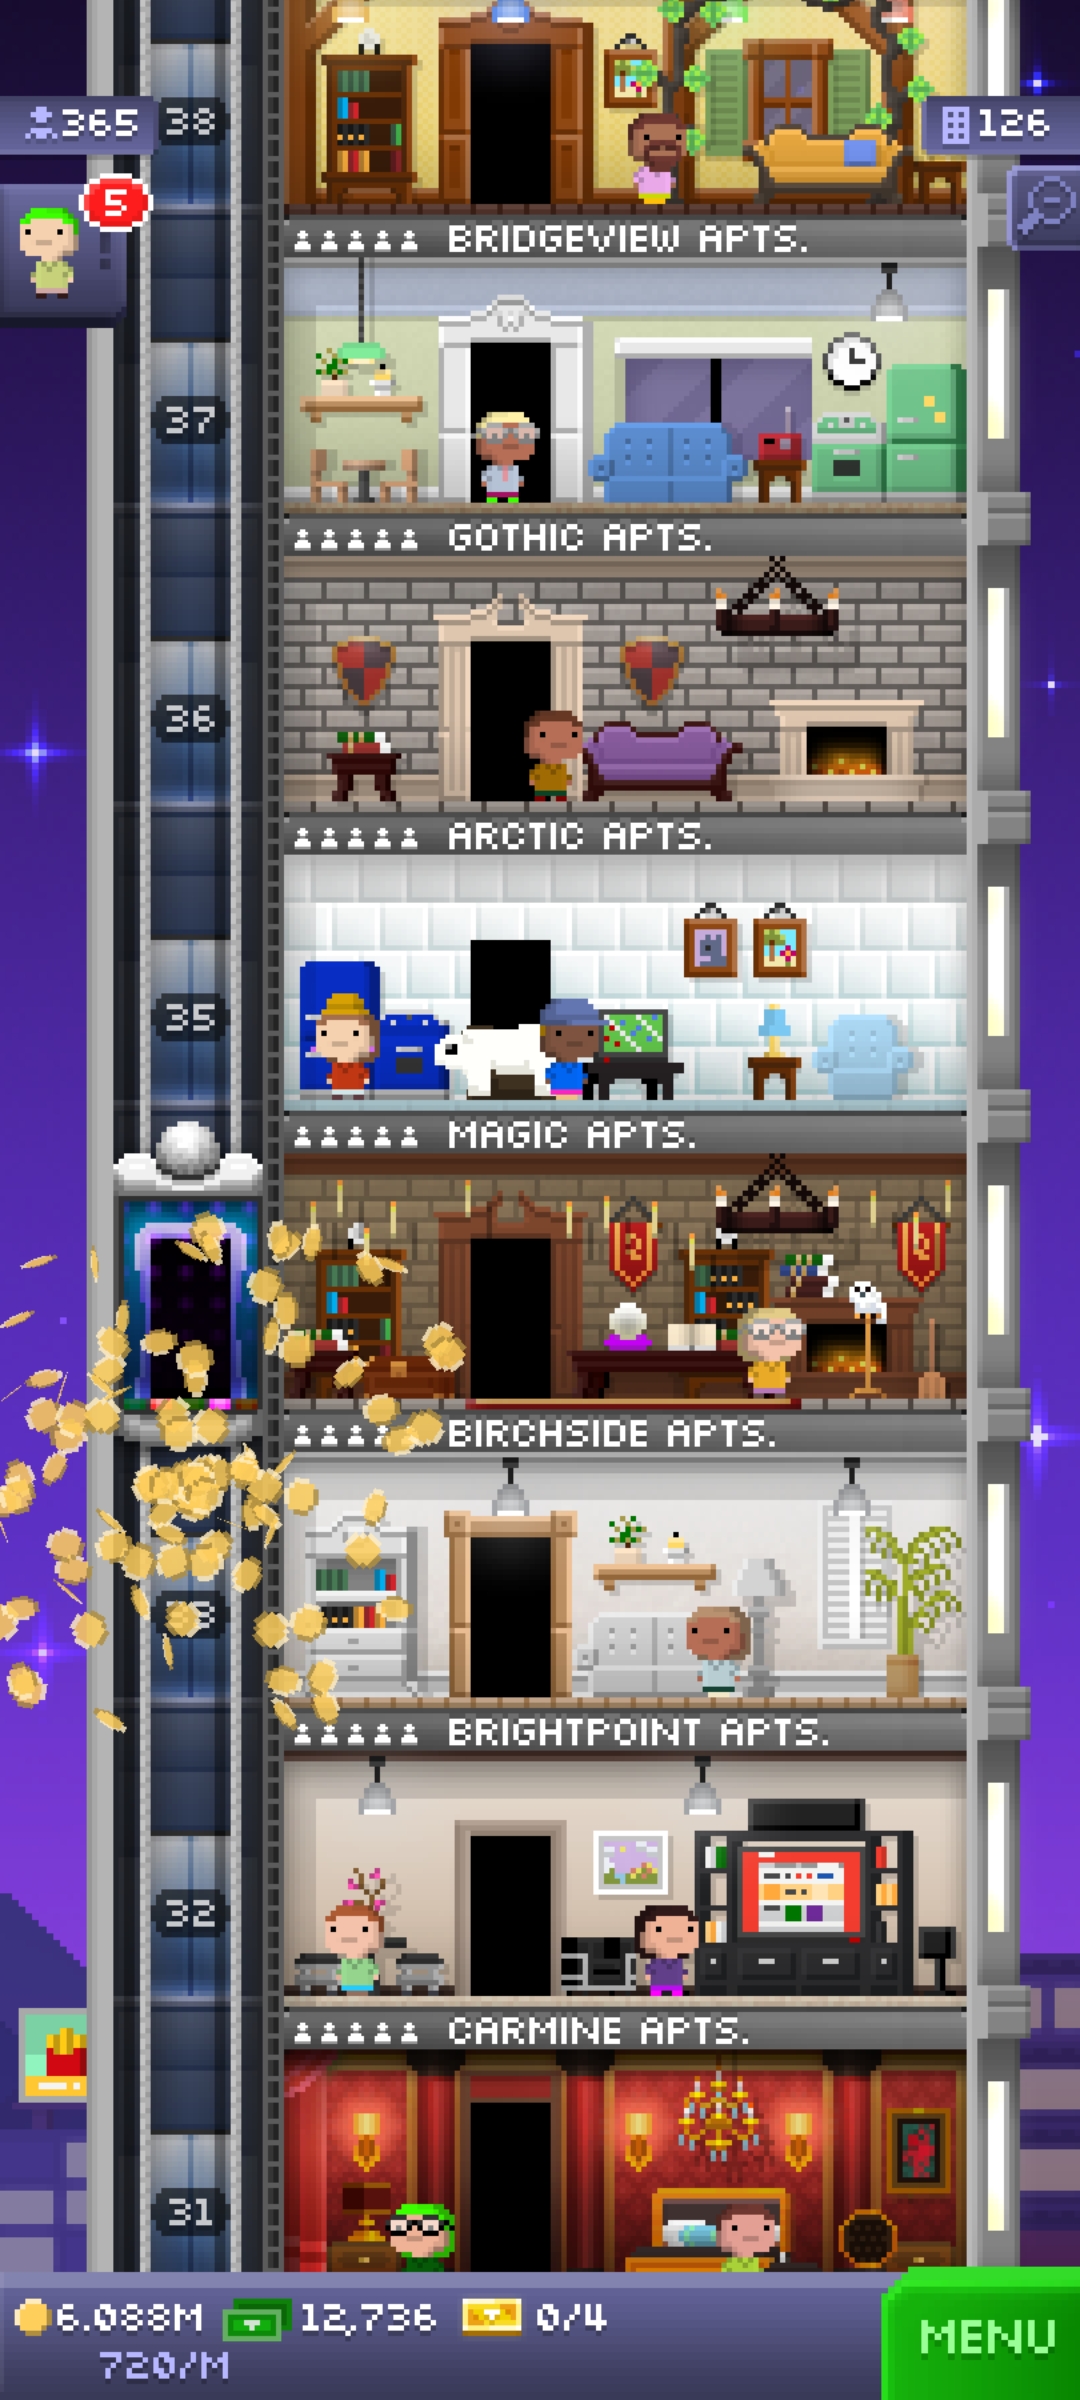 365
38
126
5
BRIDGEVIEW APTS.
37
GOTHIC APTS.
36
ARCTIC APTS.
35
MAGIC APTS.
BIRCHSIDE APTS.
BRIGHTPOINT APTS.
32
CARMINE APTS.
31
6.088M
12,736
0/4
MENU
720/M